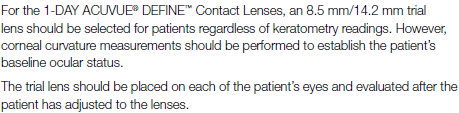 For the 1-DAY ACUVUE® DEFINE™ Contact Lenses, an 8.5 mm/14.2 mm trial
lens should be selected for patients regardless of keratometry readings. However,
corneal curvature measurements should be performed to establish the patient’s
baseline ocular status.
The trial lens should be placed on each of the patient’s eyes and evaluated after the
patient has adjusted to the lenses.